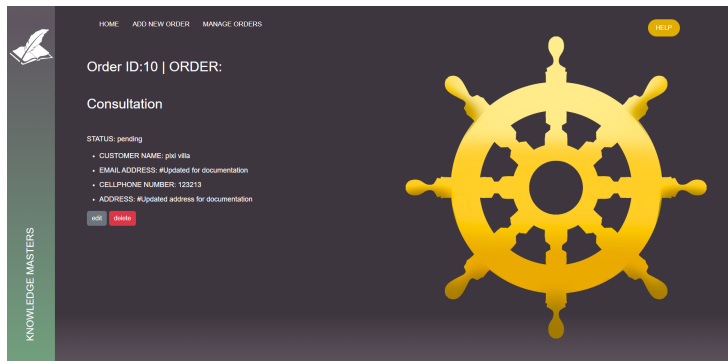 HOME ADD NEW ORDER MANAGE ORDERS
HELP
Order ID:10 | ORDER:
Consultation
STATUS: pending
CUSTOMER NAME: pixi villa
EMAIL ADDRESS: #Updated for documentation
CELLPHONE NUMBER: 123213
ADDRESS: #Updated address for documentation
edit delete
KNOWLEDGE MASTERS